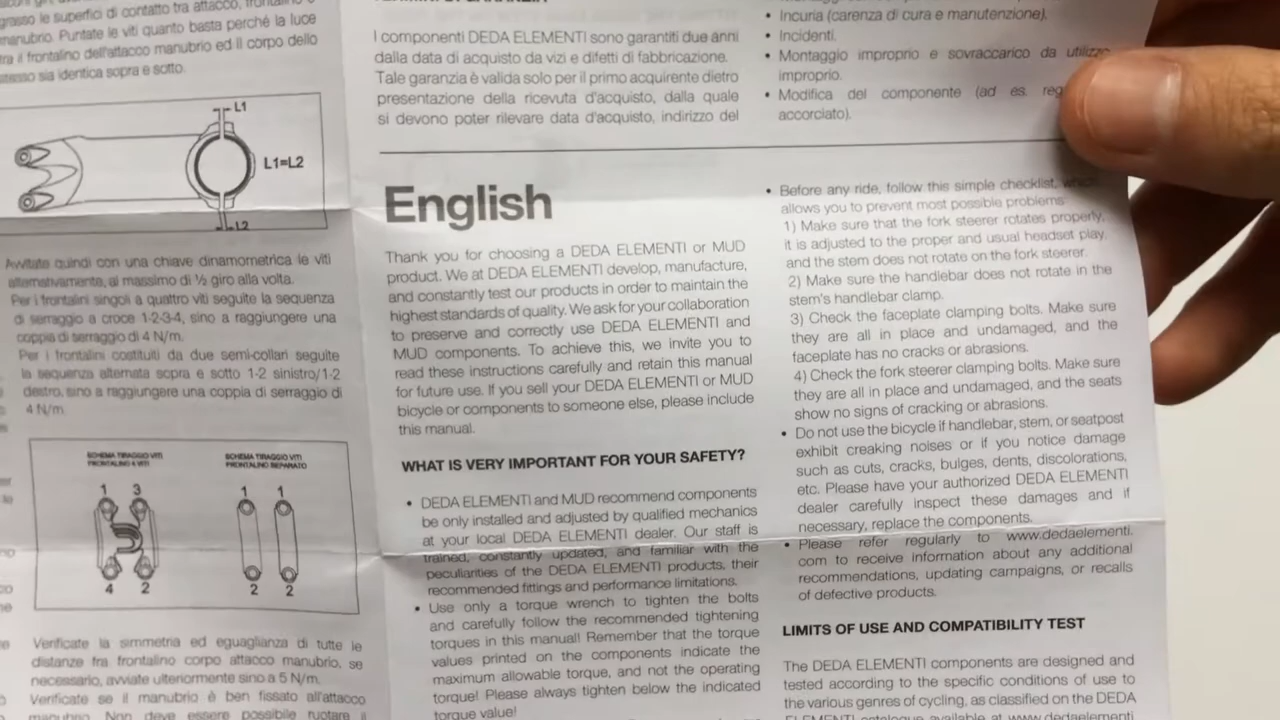 grasso le superfici di contatto tra attacco,
manubrio. Puntate le viti quanto basta perché la luce
tra il frontalino dell'attacco manubrio ed il corpo dello
stesso sia identica sopra e sotto.
L1
L1=L2
L2
Avvitate quindi con una chiave dinamometrica le viti
alternativamente, al massimo di ½ giro alla volta.
Per i frontalini singoli a quattro viti seguite la sequenza
di serraggio a croce 1-2-3-4, sino a raggiungere una
coppia di serraggio di 4 N/m.
Per i frontalini costituiti da due semi-collari seguite
la sequenza alternata sopra e sotto 1-2 sinistro/1-2
destro, sino a raggiungere una coppia di serraggio di
4 N/m.
SCHEMA TIRAGGIO VITI
FRONTALINO 4 VITI
SCHEMA TIRAGGIO VITI
FRONTALINO SEPARATO
1 3
4 2
1 1
2 2
Verificate la simmetria ed eguaglianza di tutte le
distanze fra frontalino corpo attacco manubrio, se
necessario, avviate ulteriormente sino a 5 N/m.
Verificate se il manubrio è ben fissato all'attacco
manubrio. Non deve essere possibile ruotare il
I componenti DEDA ELEMENTI sono garantiti due anni
dalla data di acquisto da vizi e difetti di fabbricazione.
Tale garanzia è valida solo per il primo acquirente dietro
presentazione della ricevuta d'acquisto, dalla quale
si devono poter rilevare data d'acquisto, indirizzo del
• Incuria (carenza di cura e manutenzione).
• Incidenti.
• Montaggio improprio e sovraccarico da utilizzo
improprio.
• Modifica del componente (ad es.
accorciato).
English
Thank you for choosing a DEDA ELEMENTI or MUD
product. We at DEDA ELEMENTI develop, manufacture,
and constantly test our products in order to maintain the
highest standards of quality. We ask for your collaboration
to preserve and correctly use DEDA ELEMENTI and
MUD components. To achieve this, we invite you to
read these instructions carefully and retain this manual
for future use. If you sell your DEDA ELEMENTI or MUD
bicycle or components to someone else, please include
this manual.
WHAT IS VERY IMPORTANT FOR YOUR SAFETY?
• DEDA ELEMENTI and MUD recommend components
be only installed and adjusted by qualified mechanics
at your local DEDA ELEMENTI dealer. Our staff is
trained, constantly updated, and familiar with the
peculiarities of the DEDA ELEMENTI products, their
recommended fittings and performance limitations.
• Use only a torque wrench to tighten the bolts
and carefully follow the recommended tightening
torques in this manual! Remember that the torque
values printed on the components indicate the
maximum allowable torque, and not the operating
torque! Please always tighten below the indicated
torque value!
• Before any ride, follow this simple checklist, which
allows you to prevent most possible problems:
1) Make sure that the fork steerer rotates properly,
it is adjusted to the proper and usual headset play,
and the stem does not rotate on the fork steerer.
2) Make sure the handlebar does not rotate in the
stem's handlebar clamp.
3) Check the faceplate clamping bolts. Make sure
they are all in place and undamaged, and the
faceplate has no cracks or abrasions.
4) Check the fork steerer clamping bolts. Make sure
they are all in place and undamaged, and the seats
show no signs of cracking or abrasions.
• Do not use the bicycle if handlebar, stem, or seatpost
exhibit creaking noises or if you notice damage
such as cuts, cracks, bulges, dents, discolorations,
etc. Please have your authorized DEDA ELEMENTI
dealer carefully inspect these damages and if
necessary, replace the components.
• Please refer regularly to www.dedaelementi.
com to receive information about any additional
recommendations, updating campaigns, or recalls
of defective products.
LIMITS OF USE AND COMPATIBILITY TEST
The DEDA ELEMENTI components are designed and
tested according to the specific conditions of use to
the various genres of cycling, as classified on the DEDA
ELEMENTI catalogue available at www.dedaelementi